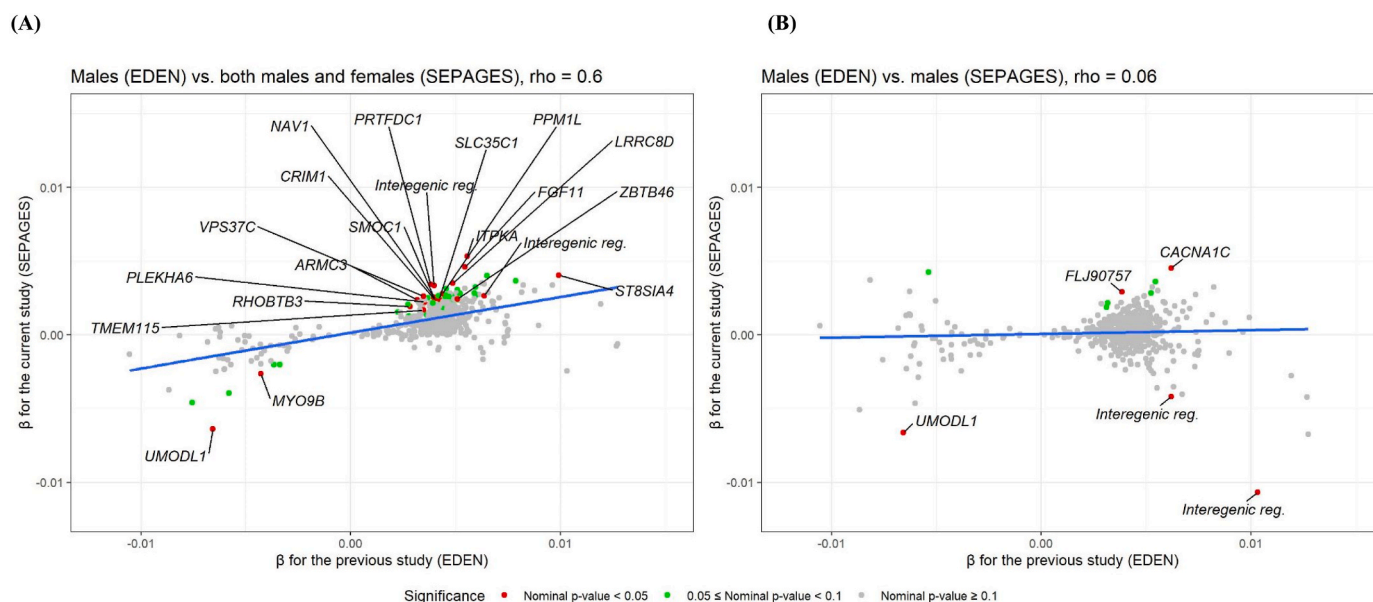 (A)
(B)
Males (EDEN) vs. both males and females (SEPAGES), rho = 0.6
NAV1
PRTFDC1
PPM1L
SLC35C1
LRRC8D
CRIM1
Interegenic reg.
FGF11
ZBTB46
VPS37C
SMOC1
ITPKA
Interegenic reg.
ARMC3
PLEKHA6
RHOBTB3
ST8SIA4
TMEM115
MYO9B
UMODL1
0.01
0.00
-0.01
β for the current study (SEPAGES)
-0.01
0.00
0.01
β for the previous study (EDEN)
Males (EDEN) vs. males (SEPAGES), rho = 0.06
CACNA1C
FLJ90757
Interegenic reg.
UMODL1
Interegenic reg.
0.01
0.00
-0.01
β for the current study (SEPAGES)
-0.01
0.00
0.01
β for the previous study (EDEN)
Significance Nominal p-value < 0.05 0.05 ≤ Nominal p-value < 0.1 Nominal p-value ≥ 0.1